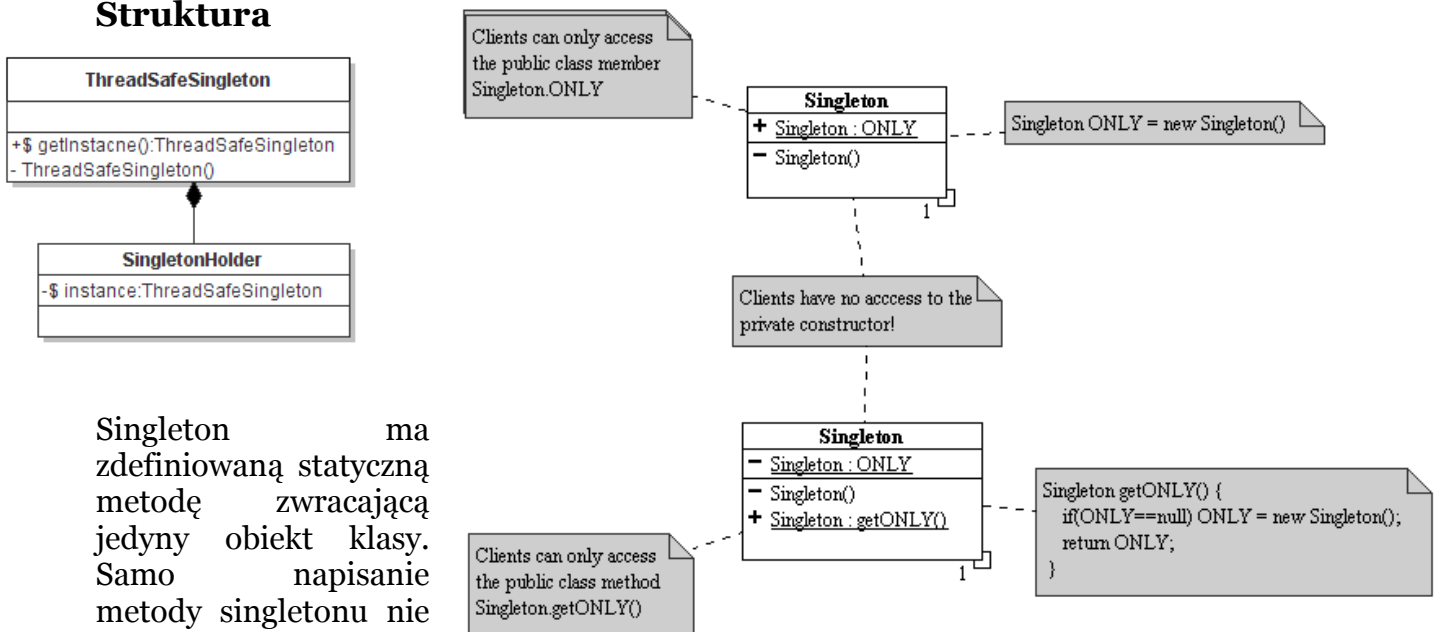 Struktura
ThreadSafeSingleton
+$ getInstacne():ThreadSafeSingleton
- ThreadSafeSingleton()
SingletonHolder
-$ instance:ThreadSafeSingleton
Singleton ma
zdefiniowaną statyczną
metodę zwracającą
jedyny obiekt klasy.
Samo napisanie
metody singletonu nie
Clients can only access
the public class member
Singleton.ONLY
Singleton
+ Singleton : ONLY
- Singleton()
1
Singleton ONLY = new Singleton()
Clients have no acccess to the
private constructor!
Singleton
- Singleton : ONLY
- Singleton()
+ Singleton : getONLY()
1
Singleton getONLY() {
if(ONLY==null) ONLY = new Singleton();
return ONLY;
}
Clients can only access
the public class method
Singleton.getONLY()